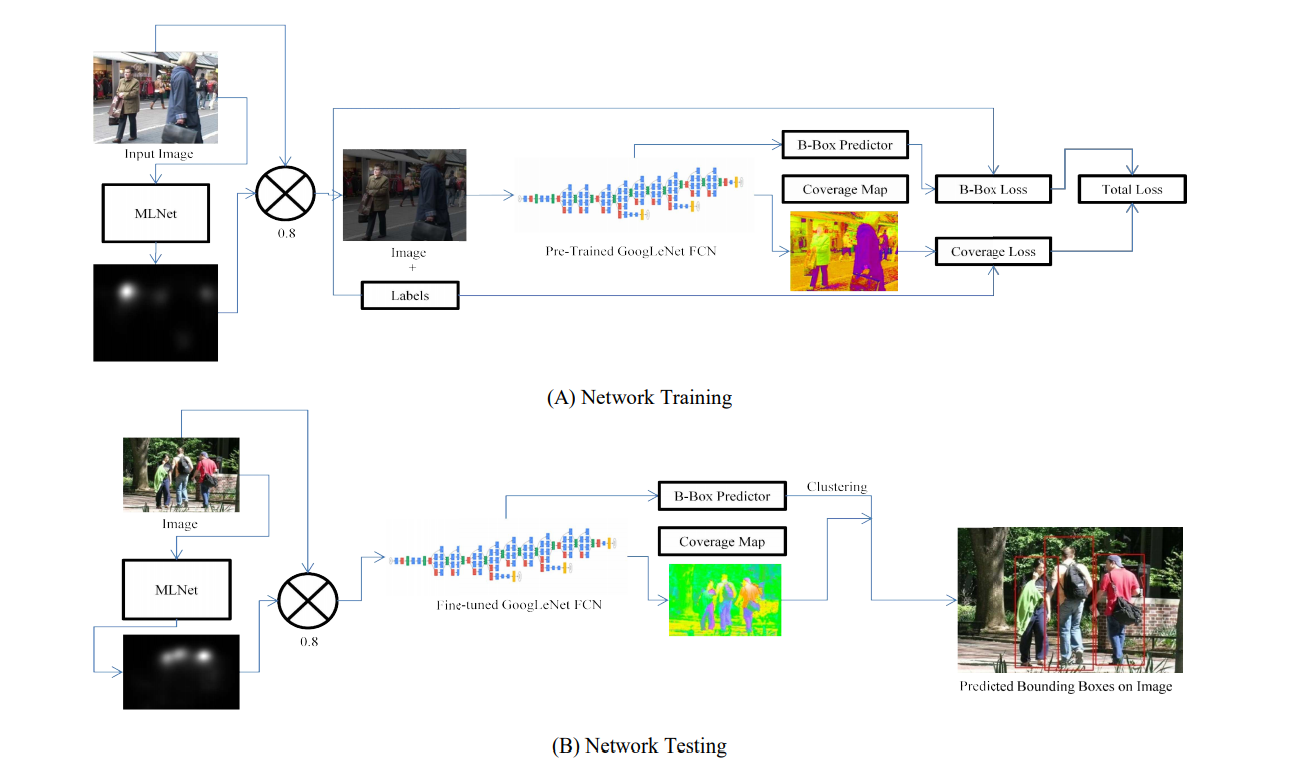 Input Image
MLNet
0.8
Image
+
Labels
Pre-Trained GoogLeNet FCN
B-Box Predictor
Coverage Map
B-Box Loss
Coverage Loss
Total Loss
(A) Network Training
Image
MLNet
0.8
Fine-tuned GoogLeNet FCN
B-Box Predictor
Clustering
Coverage Map
Predicted Bounding Boxes on Image
(B) Network Testing